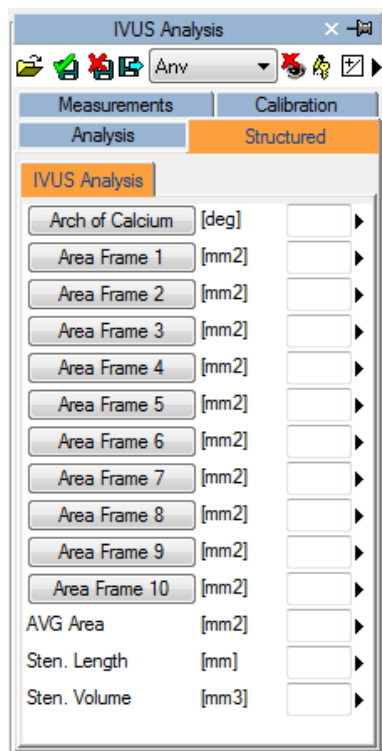 IVUS Analysis
Any
Measurements Calibration
Analysis Structured
IVUS Analysis
Arch of Calcium [deg]
Area Frame 1 [mm2]
Area Frame 2 [mm2]
Area Frame 3 [mm2]
Area Frame 4 [mm2]
Area Frame 5 [mm2]
Area Frame 6 [mm2]
Area Frame 7 [mm2]
Area Frame 8 [mm2]
Area Frame 9 [mm2]
Area Frame 10 [mm2]
AVG Area [mm2]
Sten. Length [mm]
Sten. Volume [mm3]